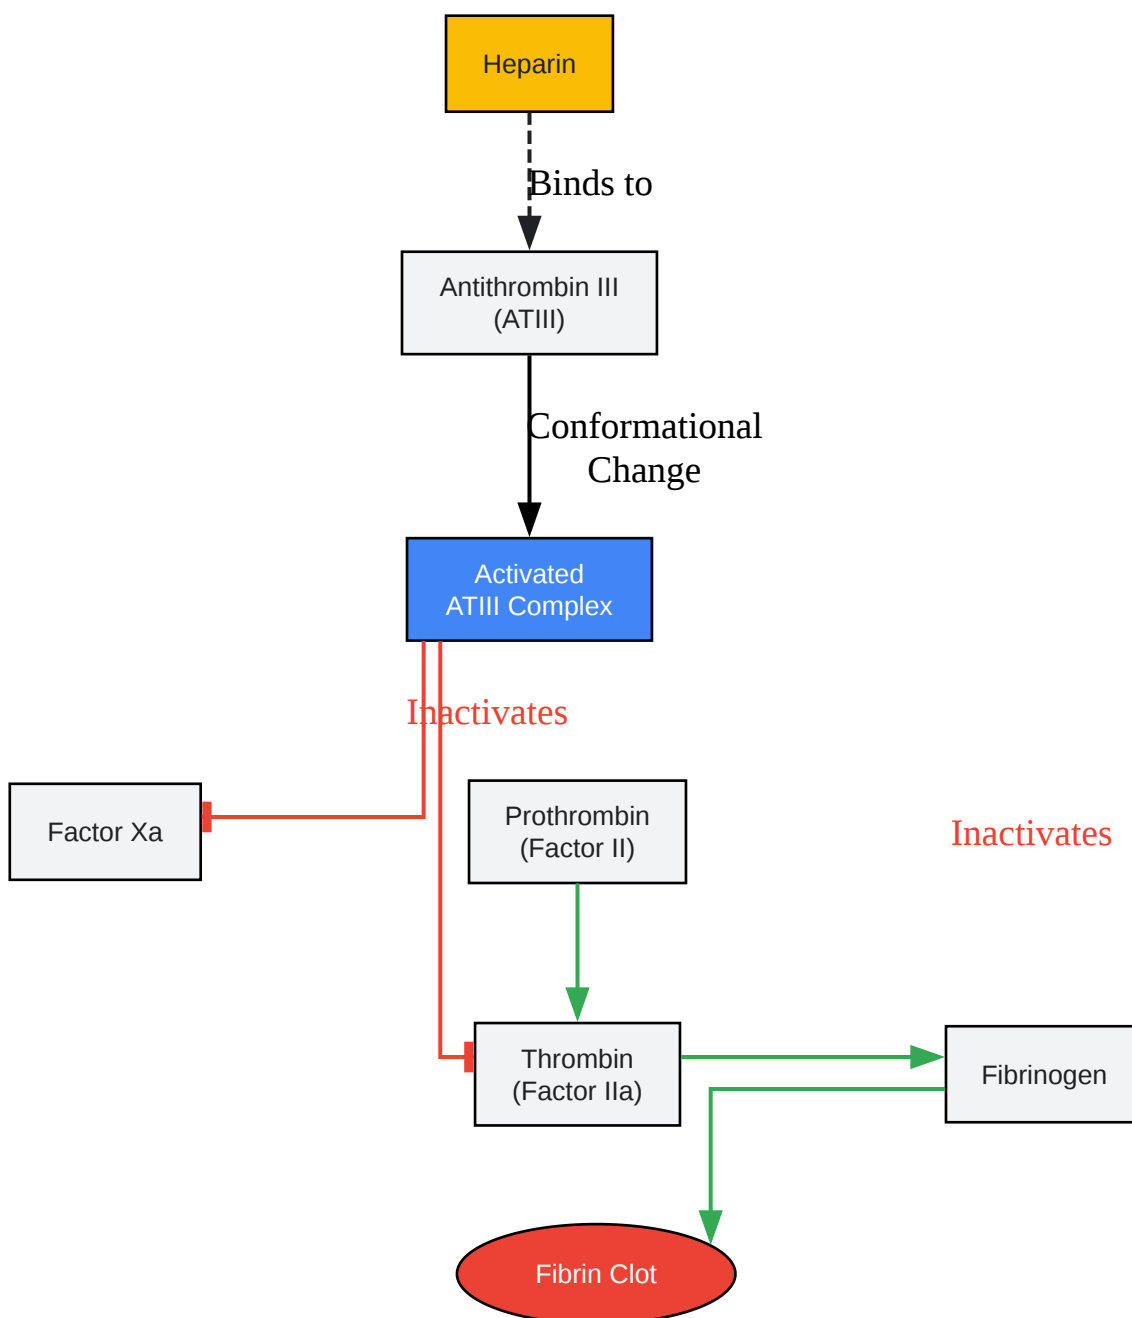 Heparin
Binds to
Antithrombin III
(ATIII)
Conformational
Change
Activated
ATIII Complex
Inactivates
Factor Xa
Prothrombin
(Factor II)
Inactivates
Thrombin
(Factor IIa)
Fibrinogen
Fibrin Clot